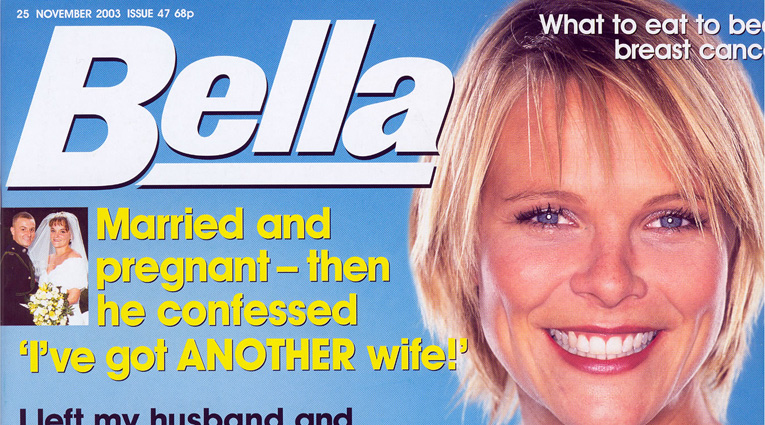 25 NOVEMBER 2003 ISSUE 47 68p
Bella
What to eat to
breast
Married and
pregnant – then
he confessed
'I've got ANOTHER wife!'
I left my husband and